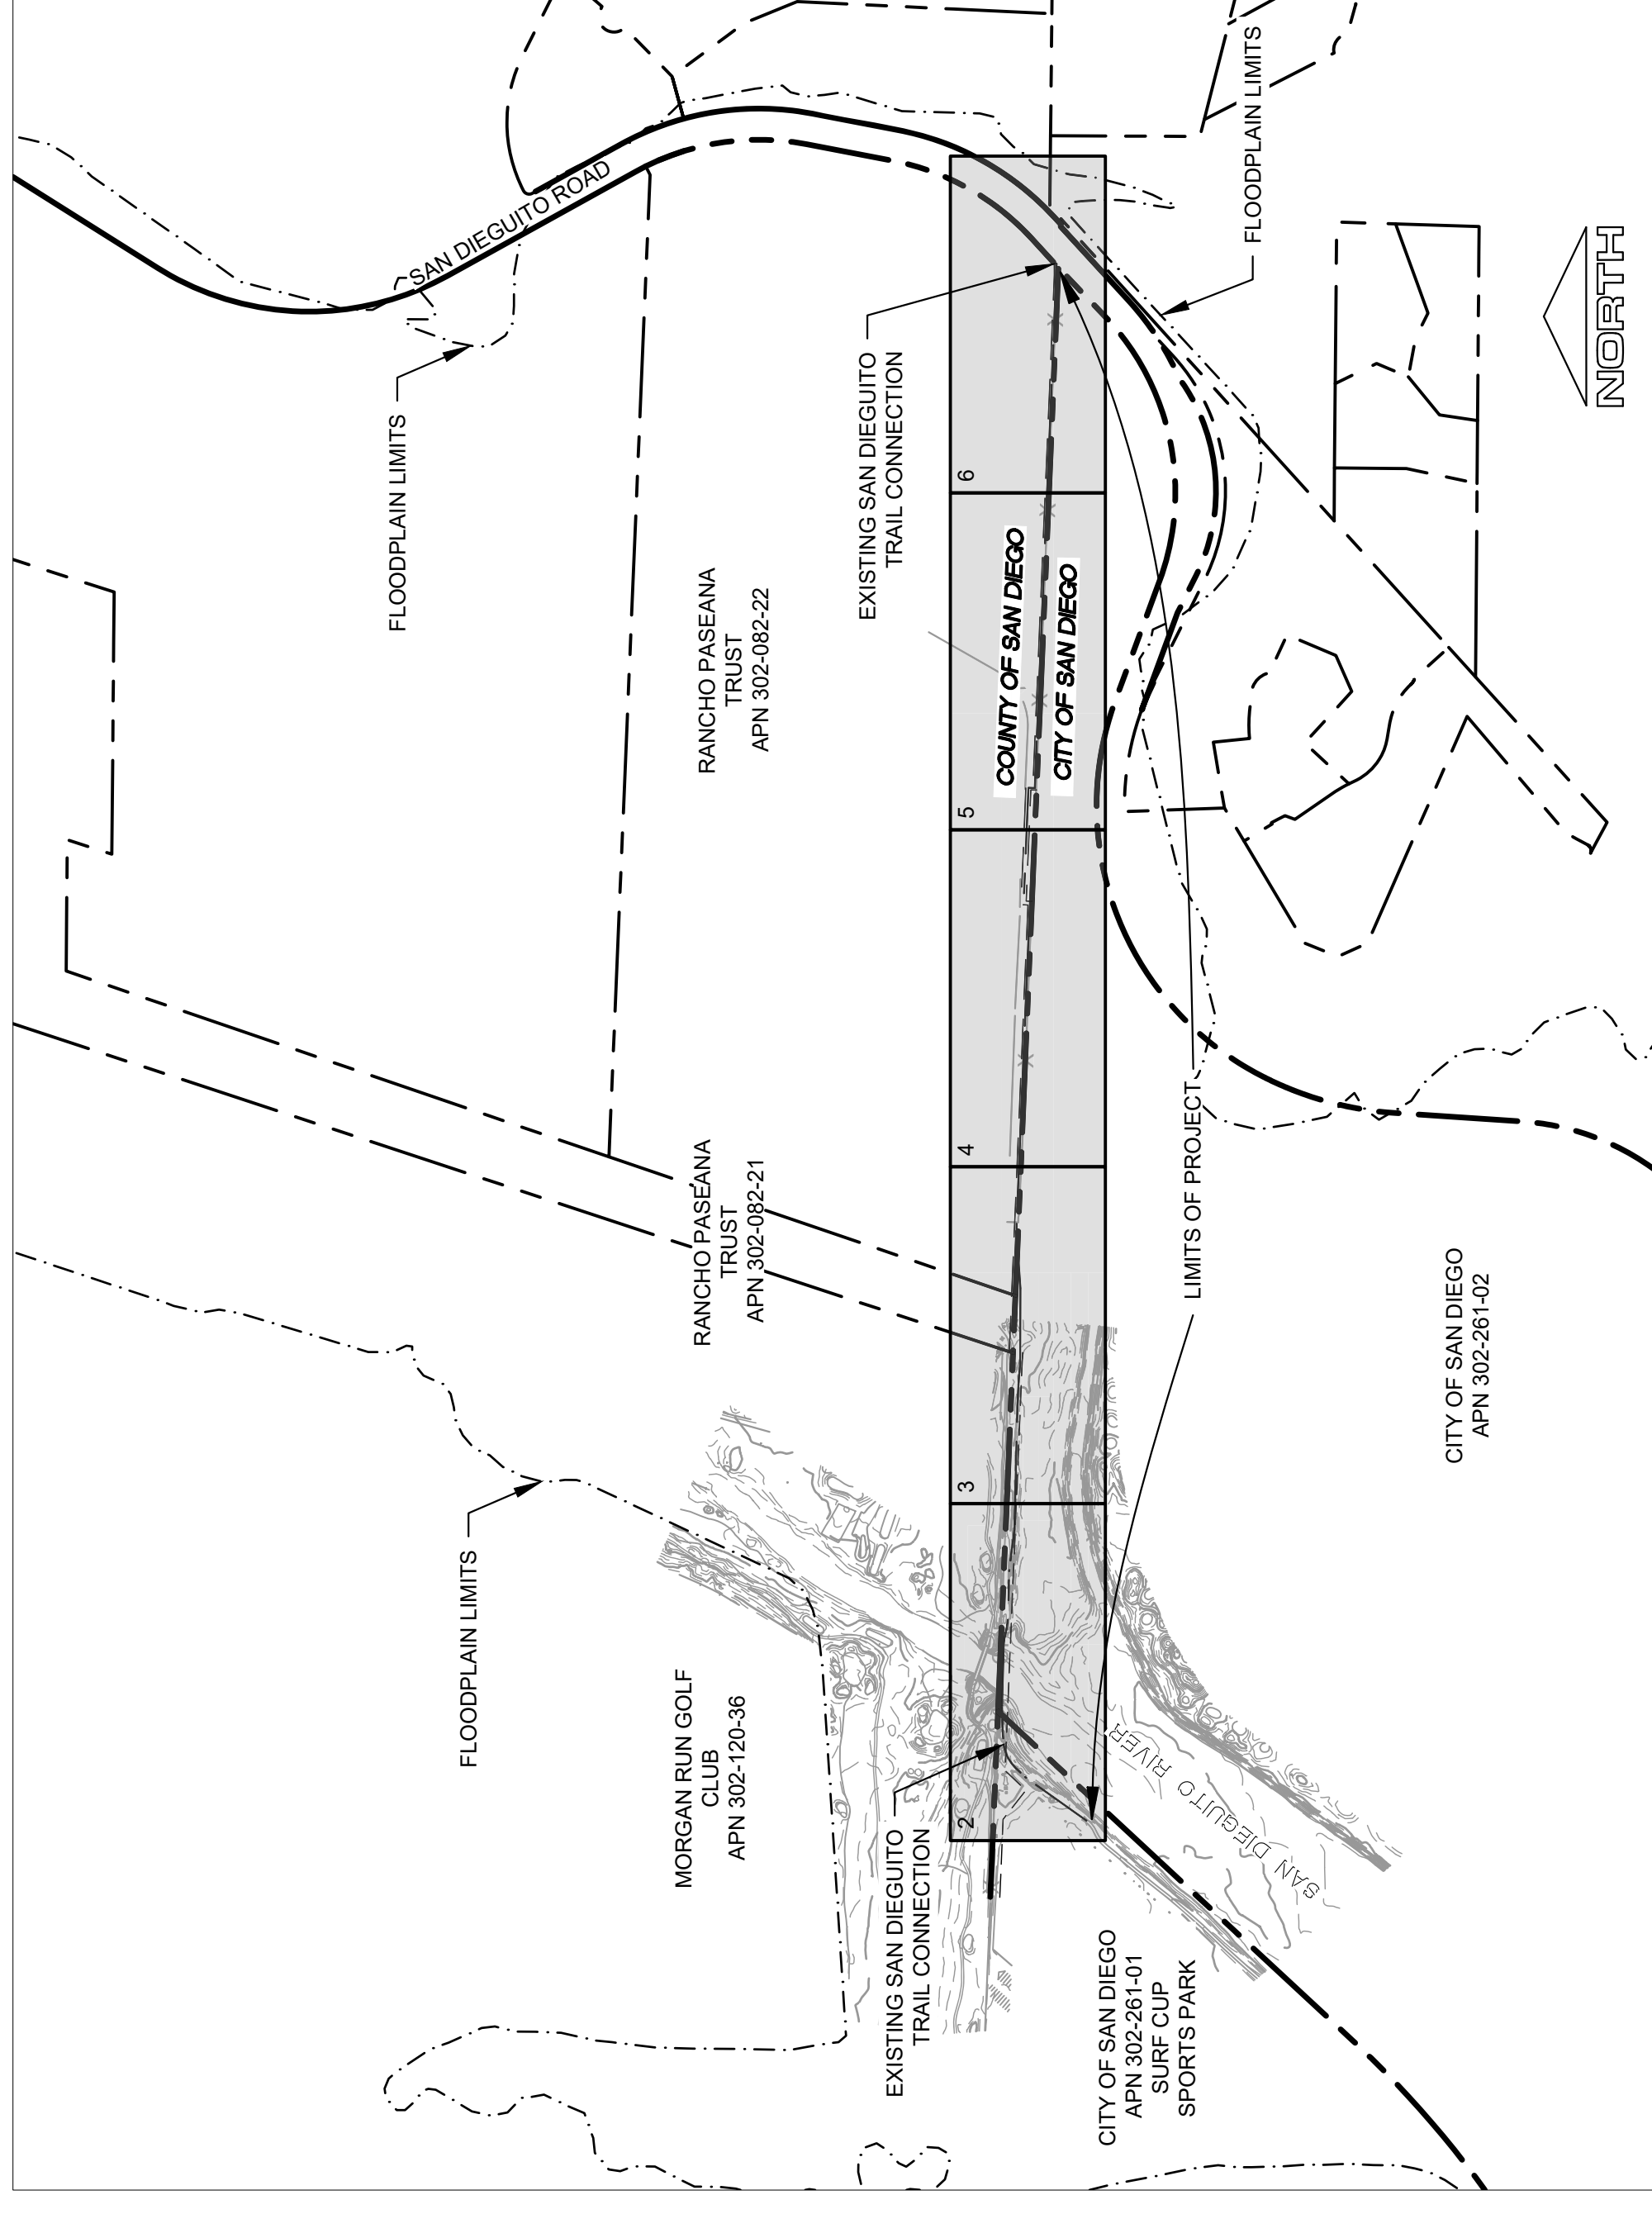 SAN DIEGUITO ROAD
FLOODPLAIN LIMITS
FLOODPLAIN LIMITS
RANCHO PASEANA
TRUST
APN 302-082-22
EXISTING SAN DIEGUITO
TRAIL CONNECTION
6
COUNTY OF SAN DIEGO
CITY OF SAN DIEGO
5
NORTH
RANCHO PASEANA
TRUST
APN 302-082-21
4
LIMITS OF PROJECT
3
CITY OF SAN DIEGO
APN 302-261-02
FLOODPLAIN LIMITS
MORGAN RUN GOLF
CLUB
APN 302-120-36
2
SAN DIEGUITO RIVER
EXISTING SAN DIEGUITO
TRAIL CONNECTION
CITY OF SAN DIEGO
APN 302-261-01
SURF CUP
SPORTS PARK